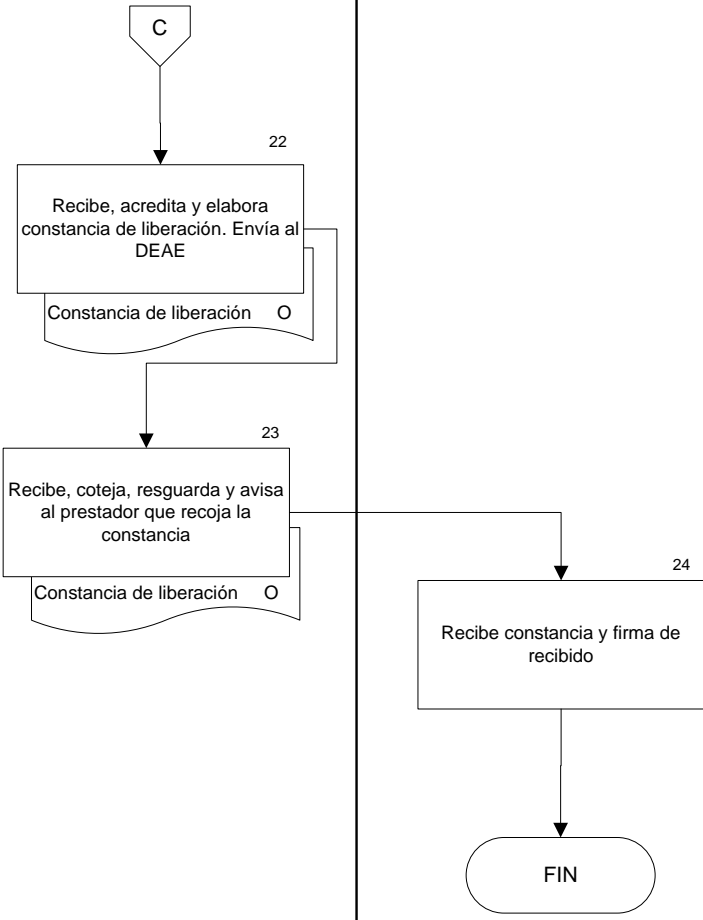 C
22
Recibe, acredita y elabora
constancia de liberación. Envía al
DEAE
Constancia de liberación O
23
Recibe, coteja, resguarda y avisa
al prestador que recoja la
constancia
Constancia de liberación O
24
Recibe constancia y firma de
recibido
FIN